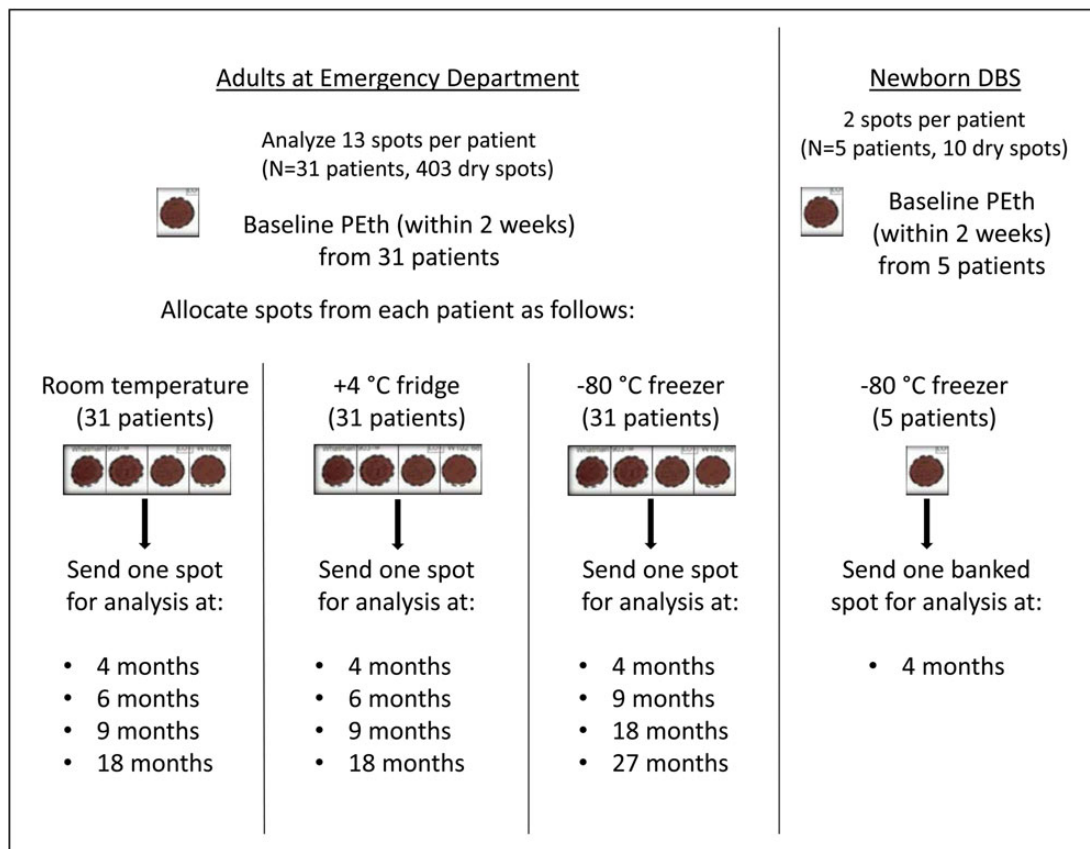 Adults at Emergency Department
Analyze 13 spots per patient
(N=31 patients, 403 dry spots)
Baseline PEth (within 2 weeks)
from 31 patients
Allocate spots from each patient as follows:
Room temperature
(31 patients)
Send one spot
for analysis at:
• 4 months
• 6 months
• 9 months
• 18 months
+4 °C fridge
(31 patients)
Send one spot
for analysis at:
• 4 months
• 6 months
• 9 months
• 18 months
-80 °C freezer
(31 patients)
Send one spot
for analysis at:
• 4 months
• 9 months
• 18 months
• 27 months
Newborn DBS
2 spots per patient
(N=5 patients, 10 dry spots)
Baseline PEth
(within 2 weeks)
from 5 patients
-80 °C freezer
(5 patients)
Send one banked
spot for analysis at:
• 4 months